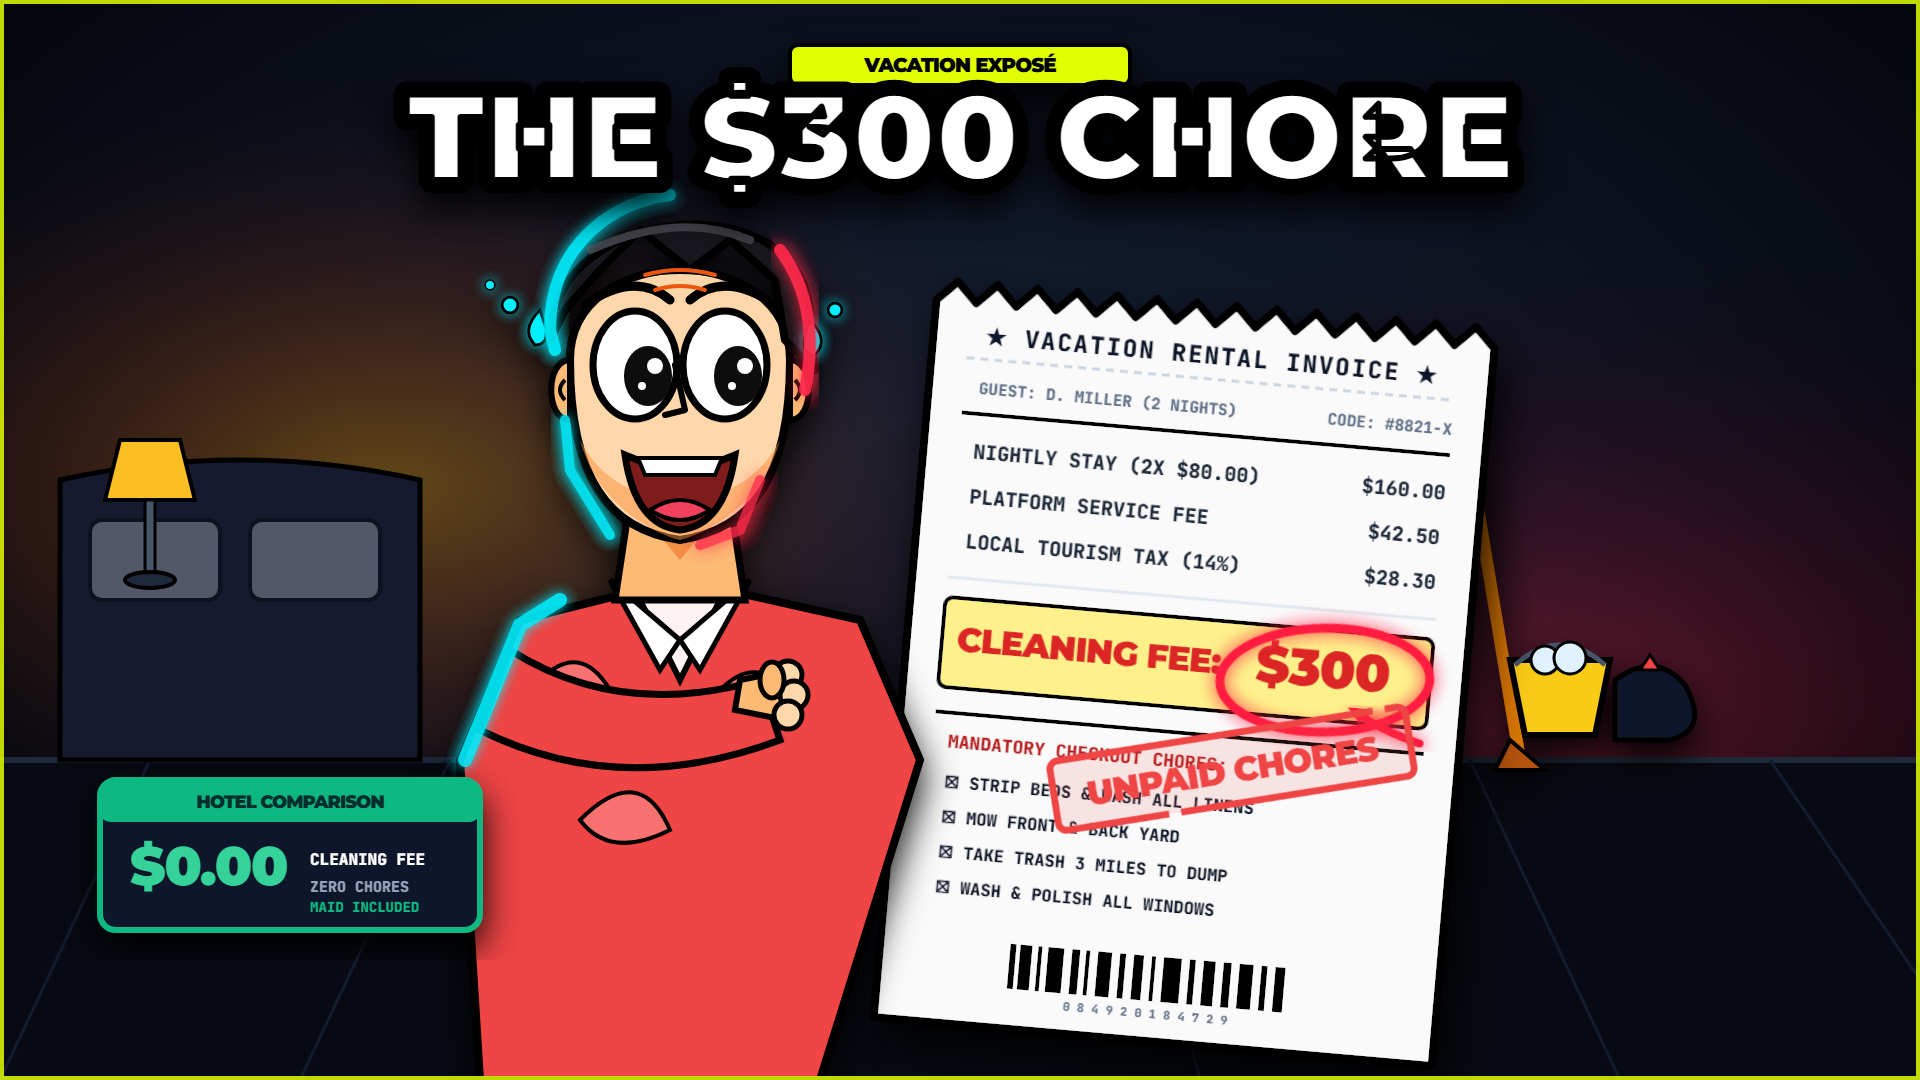 VACATION EXPOSÉ
THE $300 CHORE
★ VACATION RENTAL INVOICE ★
GUEST: D. MILLER (2 NIGHTS) CODE: #8821-X
NIGHTLY STAY (2X $80.00) $160.00
PLATFORM SERVICE FEE $42.50
LOCAL TOURISM TAX (14%) $28.30
CLEANING FEE: $300
MANDATORY CHECKOUT CHORES:
UNPAID CHORES
☒ STRIP BEDS & WASH ALL LINENS
☒ MOW FRONT & BACK YARD
☒ TAKE TRASH 3 MILES TO DUMP
☒ WASH & POLISH ALL WINDOWS
084920184729
HOTEL COMPARISON
$0.00 CLEANING FEE
ZERO CHORES
MAID INCLUDED